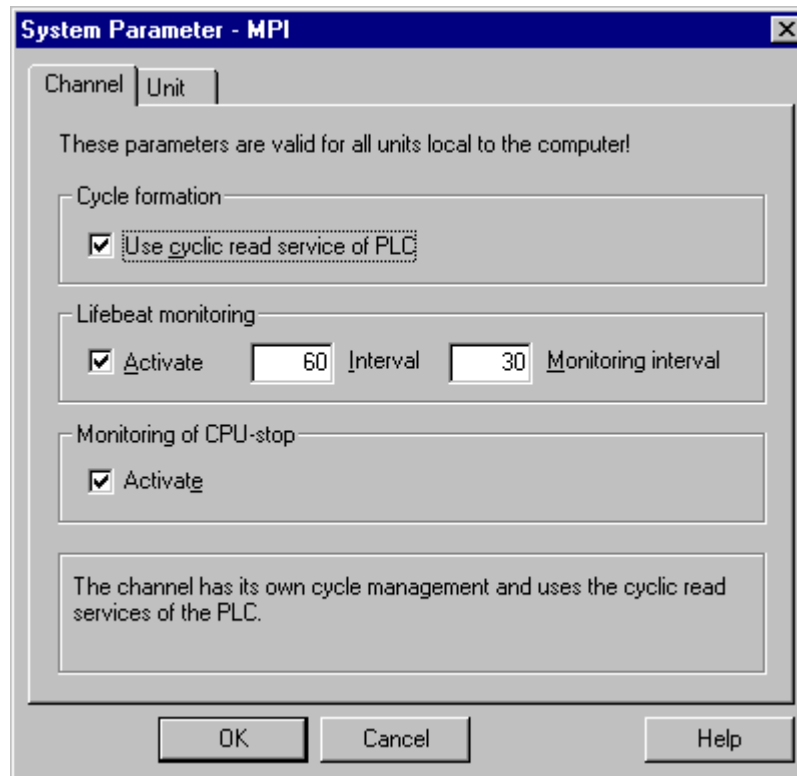 System Parameter - MPI
Channel
Unit
These parameters are valid for all units local to the computer!
Cycle formation
Use cyclic read service of PLC
Lifebeat monitoring
Activate 60 Interval 30 Monitoring interval
Monitoring of CPU-stop
Activate
The channel has its own cycle management and uses the cyclic read
services of the PLC.
OK
Cancel
Help